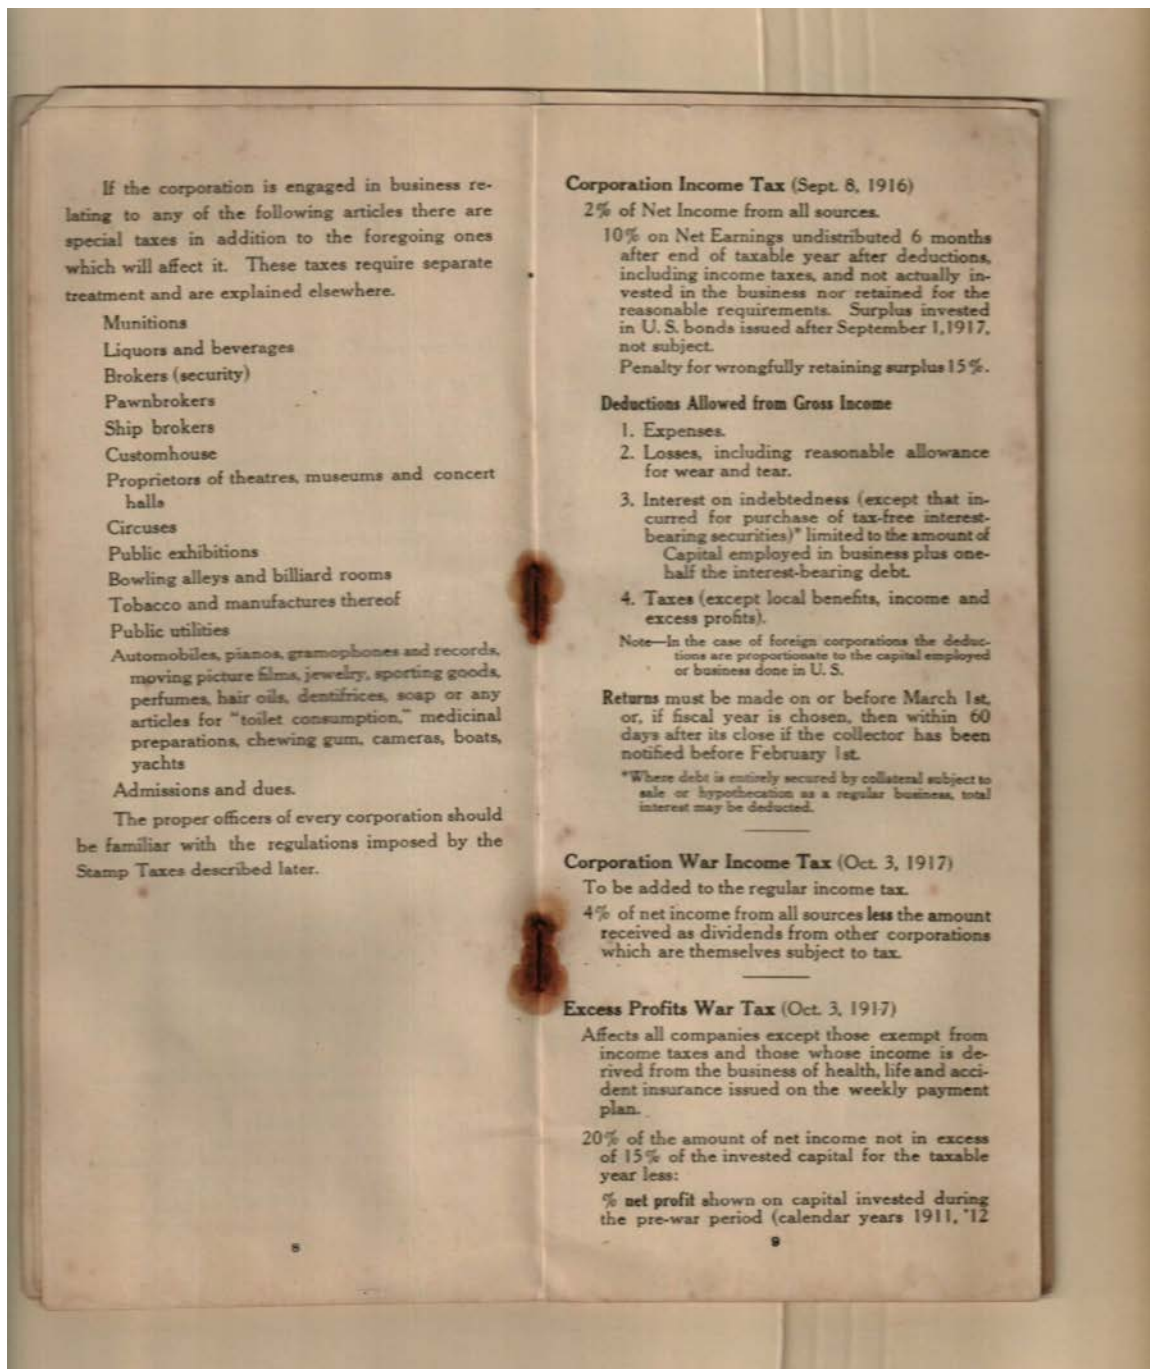 If the corporation is engaged in business re-
lating to any of the following articles there are
special taxes in addition to the foregoing ones
which will affect it. These taxes require separate
treatment and are explained elsewhere.
Munitions
Liquors and beverages
Brokers (security)
Pawnbrokers
Ship brokers
Customhouse
Proprietors of theatres, museums and concert
halls
Circuses
Public exhibitions
Bowling alleys and billiard rooms
Tobacco and manufactures thereof
Public utilities
Automobiles, pianos, gramophones and records,
moving picture films, jewelry, sporting goods,
perfumes, hair oils, dentifrices, soap or any
articles for "toilet consumption," medicinal
preparations, chewing gum, cameras, boats,
yachts
Admissions and dues.
The proper officers of every corporation should
be familiar with the regulations imposed by the
Stamp Taxes described later.
8
Corporation Income Tax (Sept. 8, 1916)
2% of Net Income from all sources.
10% on Net Earnings undistributed 6 months
after end of taxable year after deductions,
including income taxes, and not actually in-
vested in the business nor retained for the
reasonable requirements. Surplus invested
in U. S. bonds issued after September 1, 1917,
not subject.
Penalty for wrongfully retaining surplus 15%.
Deductions Allowed from Gross Income
1. Expenses.
2. Losses, including reasonable allowance
for wear and tear.
3. Interest on indebtedness (except that in-
curred for purchase of tax-free interest-
bearing securities)* limited to the amount of
Capital employed in business plus one-
half the interest-bearing debt.
4. Taxes (except local benefits, income and
excess profits).
Note—In the case of foreign corporations the deduc-
tions are proportionate to the capital employed
or business done in U. S.
Returns must be made on or before March 1st,
or, if fiscal year is chosen, then within 60
days after its close if the collector has been
notified before February 1st.
*Where debt is entirely secured by collateral subject to
sale or hypothecation as a regular business, total
interest may be deducted.
Corporation War Income Tax (Oct. 3, 1917)
To be added to the regular income tax.
4% of net income from all sources less the amount
received as dividends from other corporations
which are themselves subject to tax.
Excess Profits War Tax (Oct. 3, 1917)
Affects all companies except those exempt from
income taxes and those whose income is de-
rived from the business of health, life and acci-
dent insurance issued on the weekly payment
plan.
20% of the amount of net income not in excess
of 15% of the invested capital for the taxable
year less:
% net profit shown on capital invested during
the pre-war period (calendar years 1911, '12
9